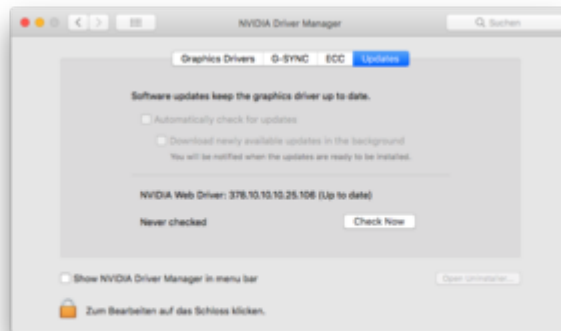 NVIDIA Driver Manager
Suchen
Graphics Drivers G-SYNC ECC Updates
Software updates keep the graphics driver up to date.
Automatically check for updates
Download newly available updates in the background
You will be notified when the updates are ready to be installed.
NVIDIA Web Driver: 378.10.10.10.25.106 (Up to date)
Never checked Check Now
Show NVIDIA Driver Manager in menu bar Open Uninstaller...
Zum Bearbeiten auf das Schloss klicken.